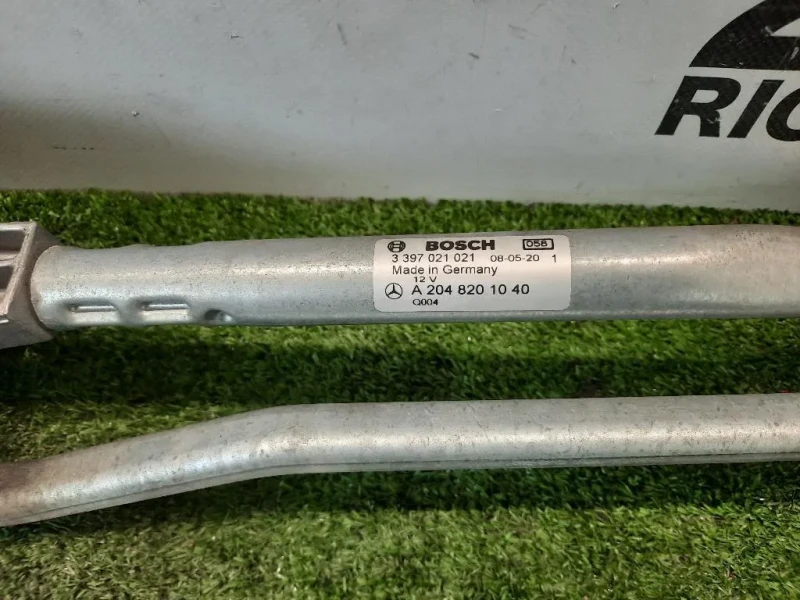 RIC
BOSCH 058
3 397 021 021 08-05-20 1
Made in Germany
12 V
A 204 820 10 40
G004